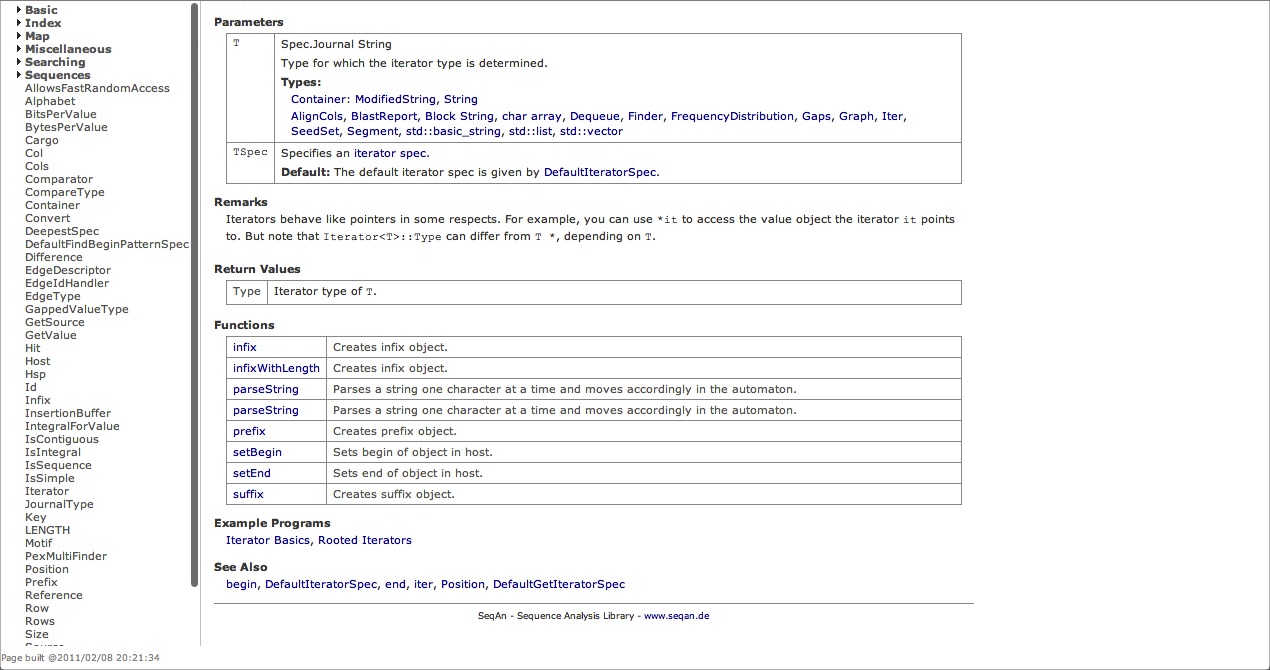 Basic
Index
Map
Miscellaneous
Searching
Sequences
AllowsFastRandomAccess
Alphabet
BitsPerValue
BytesPerValue
Cargo
Col
Cols
Comparator
CompareType
Container
Convert
DeepestSpec
DefaultFindBeginPatternSpec
Difference
EdgeDescriptor
EdgeIdHandler
EdgeType
GappedValueType
GetSource
GetValue
Hit
Host
Hsp
Id
Infix
InsertionBuffer
IntegralForValue
IsContiguous
IsIntegral
IsSequence
IsSimple
Iterator
JournalType
Key
LENGTH
Motif
PexMultiFinder
Position
Prefix
Reference
Row
Rows
Size
Page built @2011/02/08 20:21:34
Parameters
T Spec.Journal String
Type for which the iterator type is determined.
Types:
Container: ModifiedString, String
AlignCols, BlastReport, Block String, char array, Dequeue, Finder, FrequencyDistribution, Gaps, Graph, Iter,
SeedSet, Segment, std::basic_string, std::list, std::vector
TSpec Specifies an iterator spec.
Default: The default iterator spec is given by DefaultIteratorSpec.
Remarks
Iterators behave like pointers in some respects. For example, you can use *it to access the value object the iterator it points
to. But note that Iterator<T>::Type can differ from T *, depending on T.
Return Values
Type Iterator type of T.
Functions
infix Creates infix object.
infixWithLength Creates infix object.
parseString Parses a string one character at a time and moves accordingly in the automaton.
parseString Parses a string one character at a time and moves accordingly in the automaton.
prefix Creates prefix object.
setBegin Sets begin of object in host.
setEnd Sets end of object in host.
suffix Creates suffix object.
Example Programs
Iterator Basics, Rooted Iterators
See Also
begin, DefaultIteratorSpec, end, iter, Position, DefaultGetIteratorSpec
SeqAn - Sequence Analysis Library - www.seqan.de